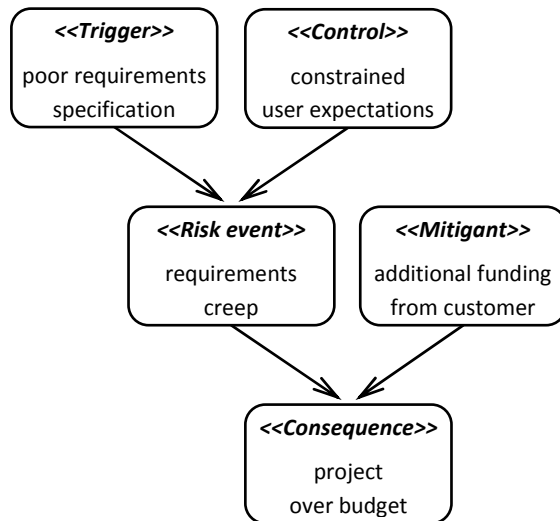 <<Trigger>>
poor requirements
specification
<<Control>>
constrained
user expectations
<<Risk event>>
requirements
creep
<<Mitigant>>
additional funding
from customer
<<Consequence>>
project
over budget